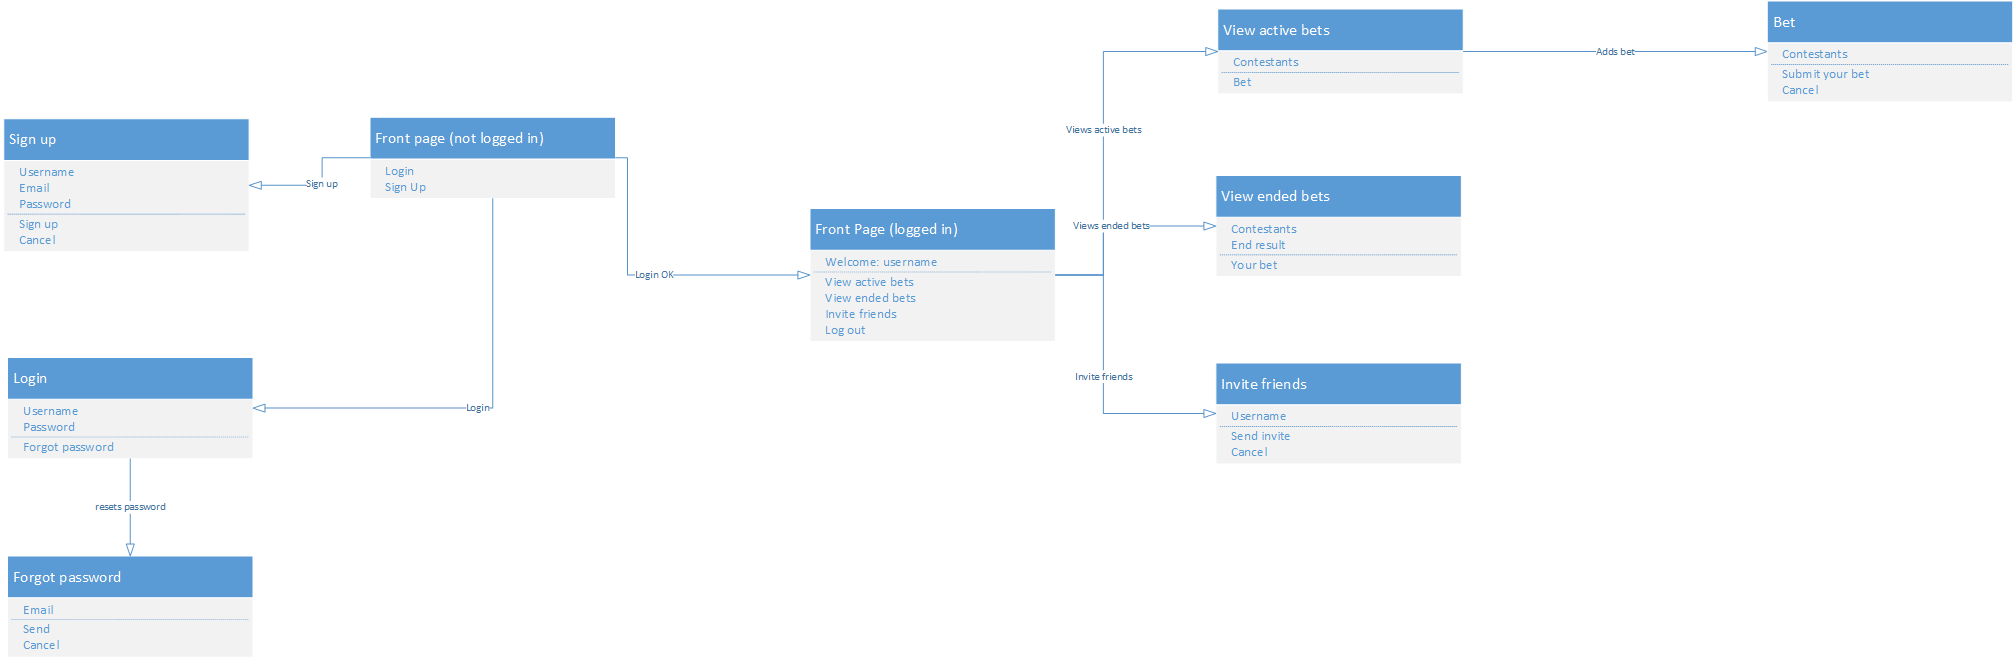 Sign up
Username
Email
Password
Sign up
Cancel
Sign up
Front page (not logged in)
Login
Sign Up
Login
Login
Username
Password
Forgot password
resets password
Forgot password
Email
Send
Cancel
Login OK
Front Page (logged in)
Welcome: username
View active bets
View ended bets
Invite friends
Log out
Views active bets
View active bets
Contestants
Bet
Adds bet
Bet
Contestants
Submit your bet
Cancel
Views ended bets
View ended bets
Contestants
End result
Your bet
Invite friends
Invite friends
Username
Send invite
Cancel